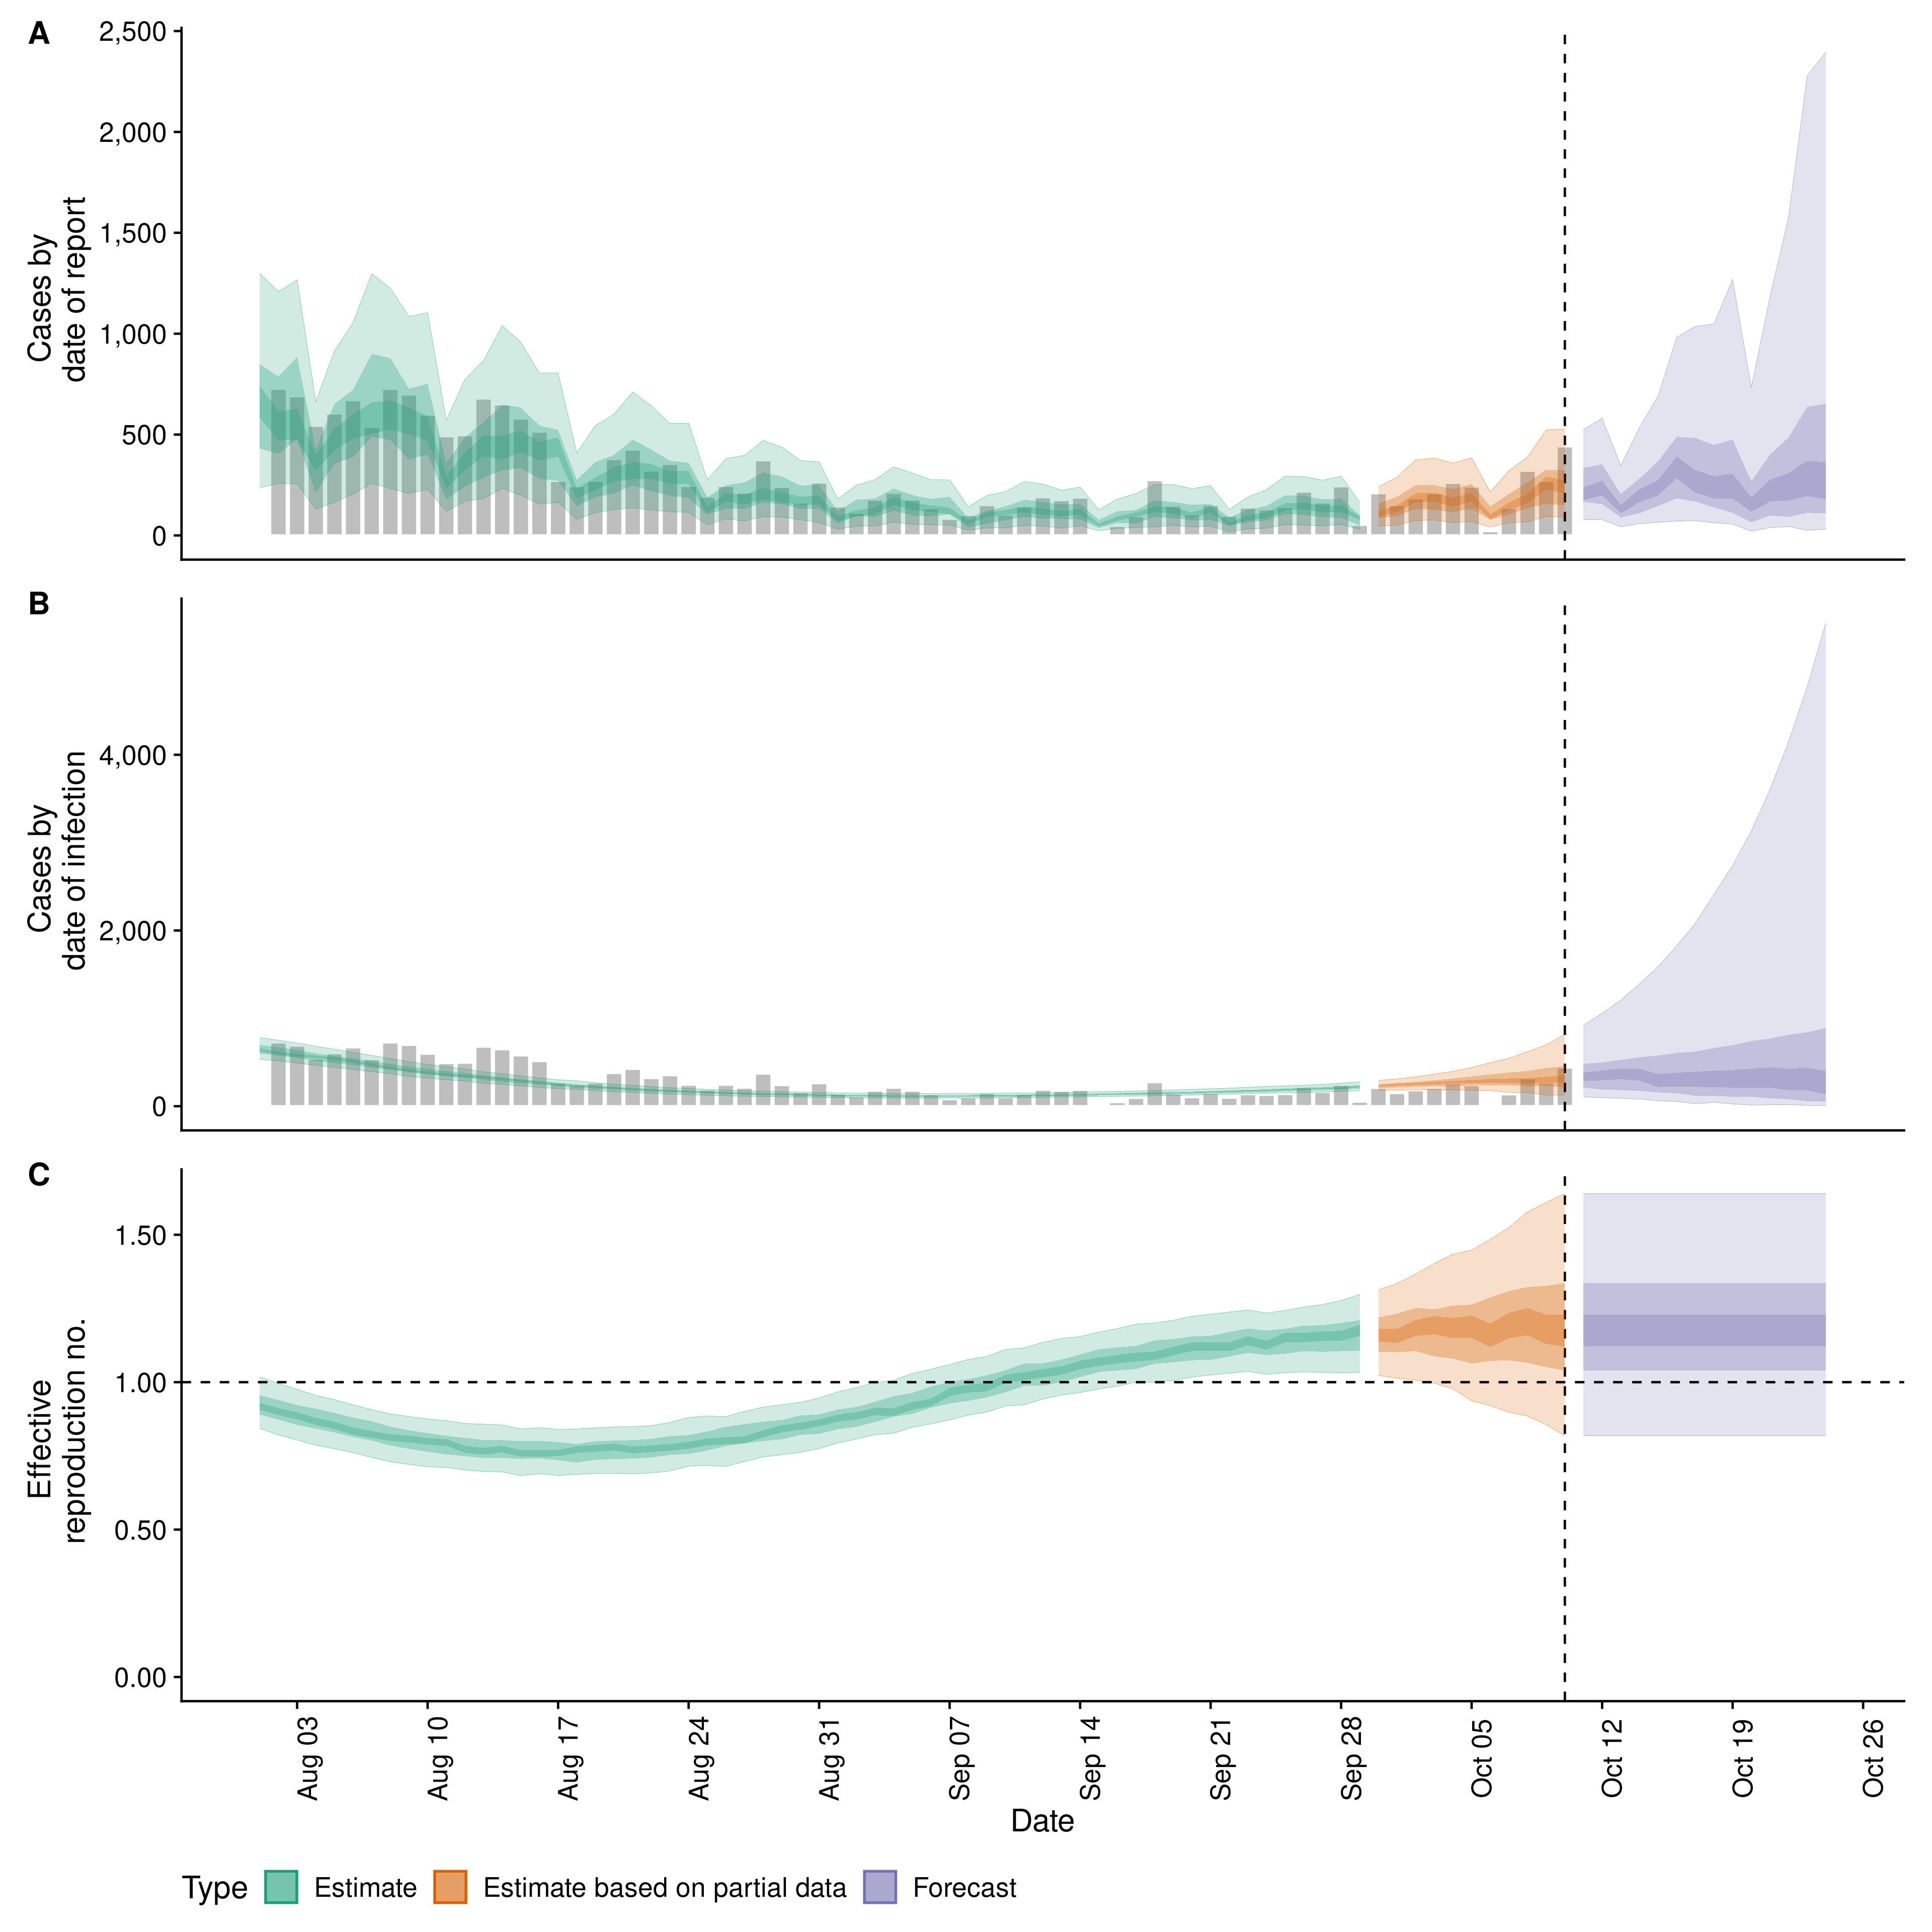 A
2,500
2,000
1,500
1,000
500
0
Cases by
date of report
B
4,000
2,000
0
Cases by
date of infection
C
1.50
1.00
0.50
0.00
Effective
reproduction no.
Aug 03
Aug 10
Aug 17
Aug 24
Aug 31
Sep 07
Sep 14
Sep 21
Sep 28
Oct 05
Oct 12
Oct 19
Oct 26
Date
Type Estimate Estimate based on partial data Forecast